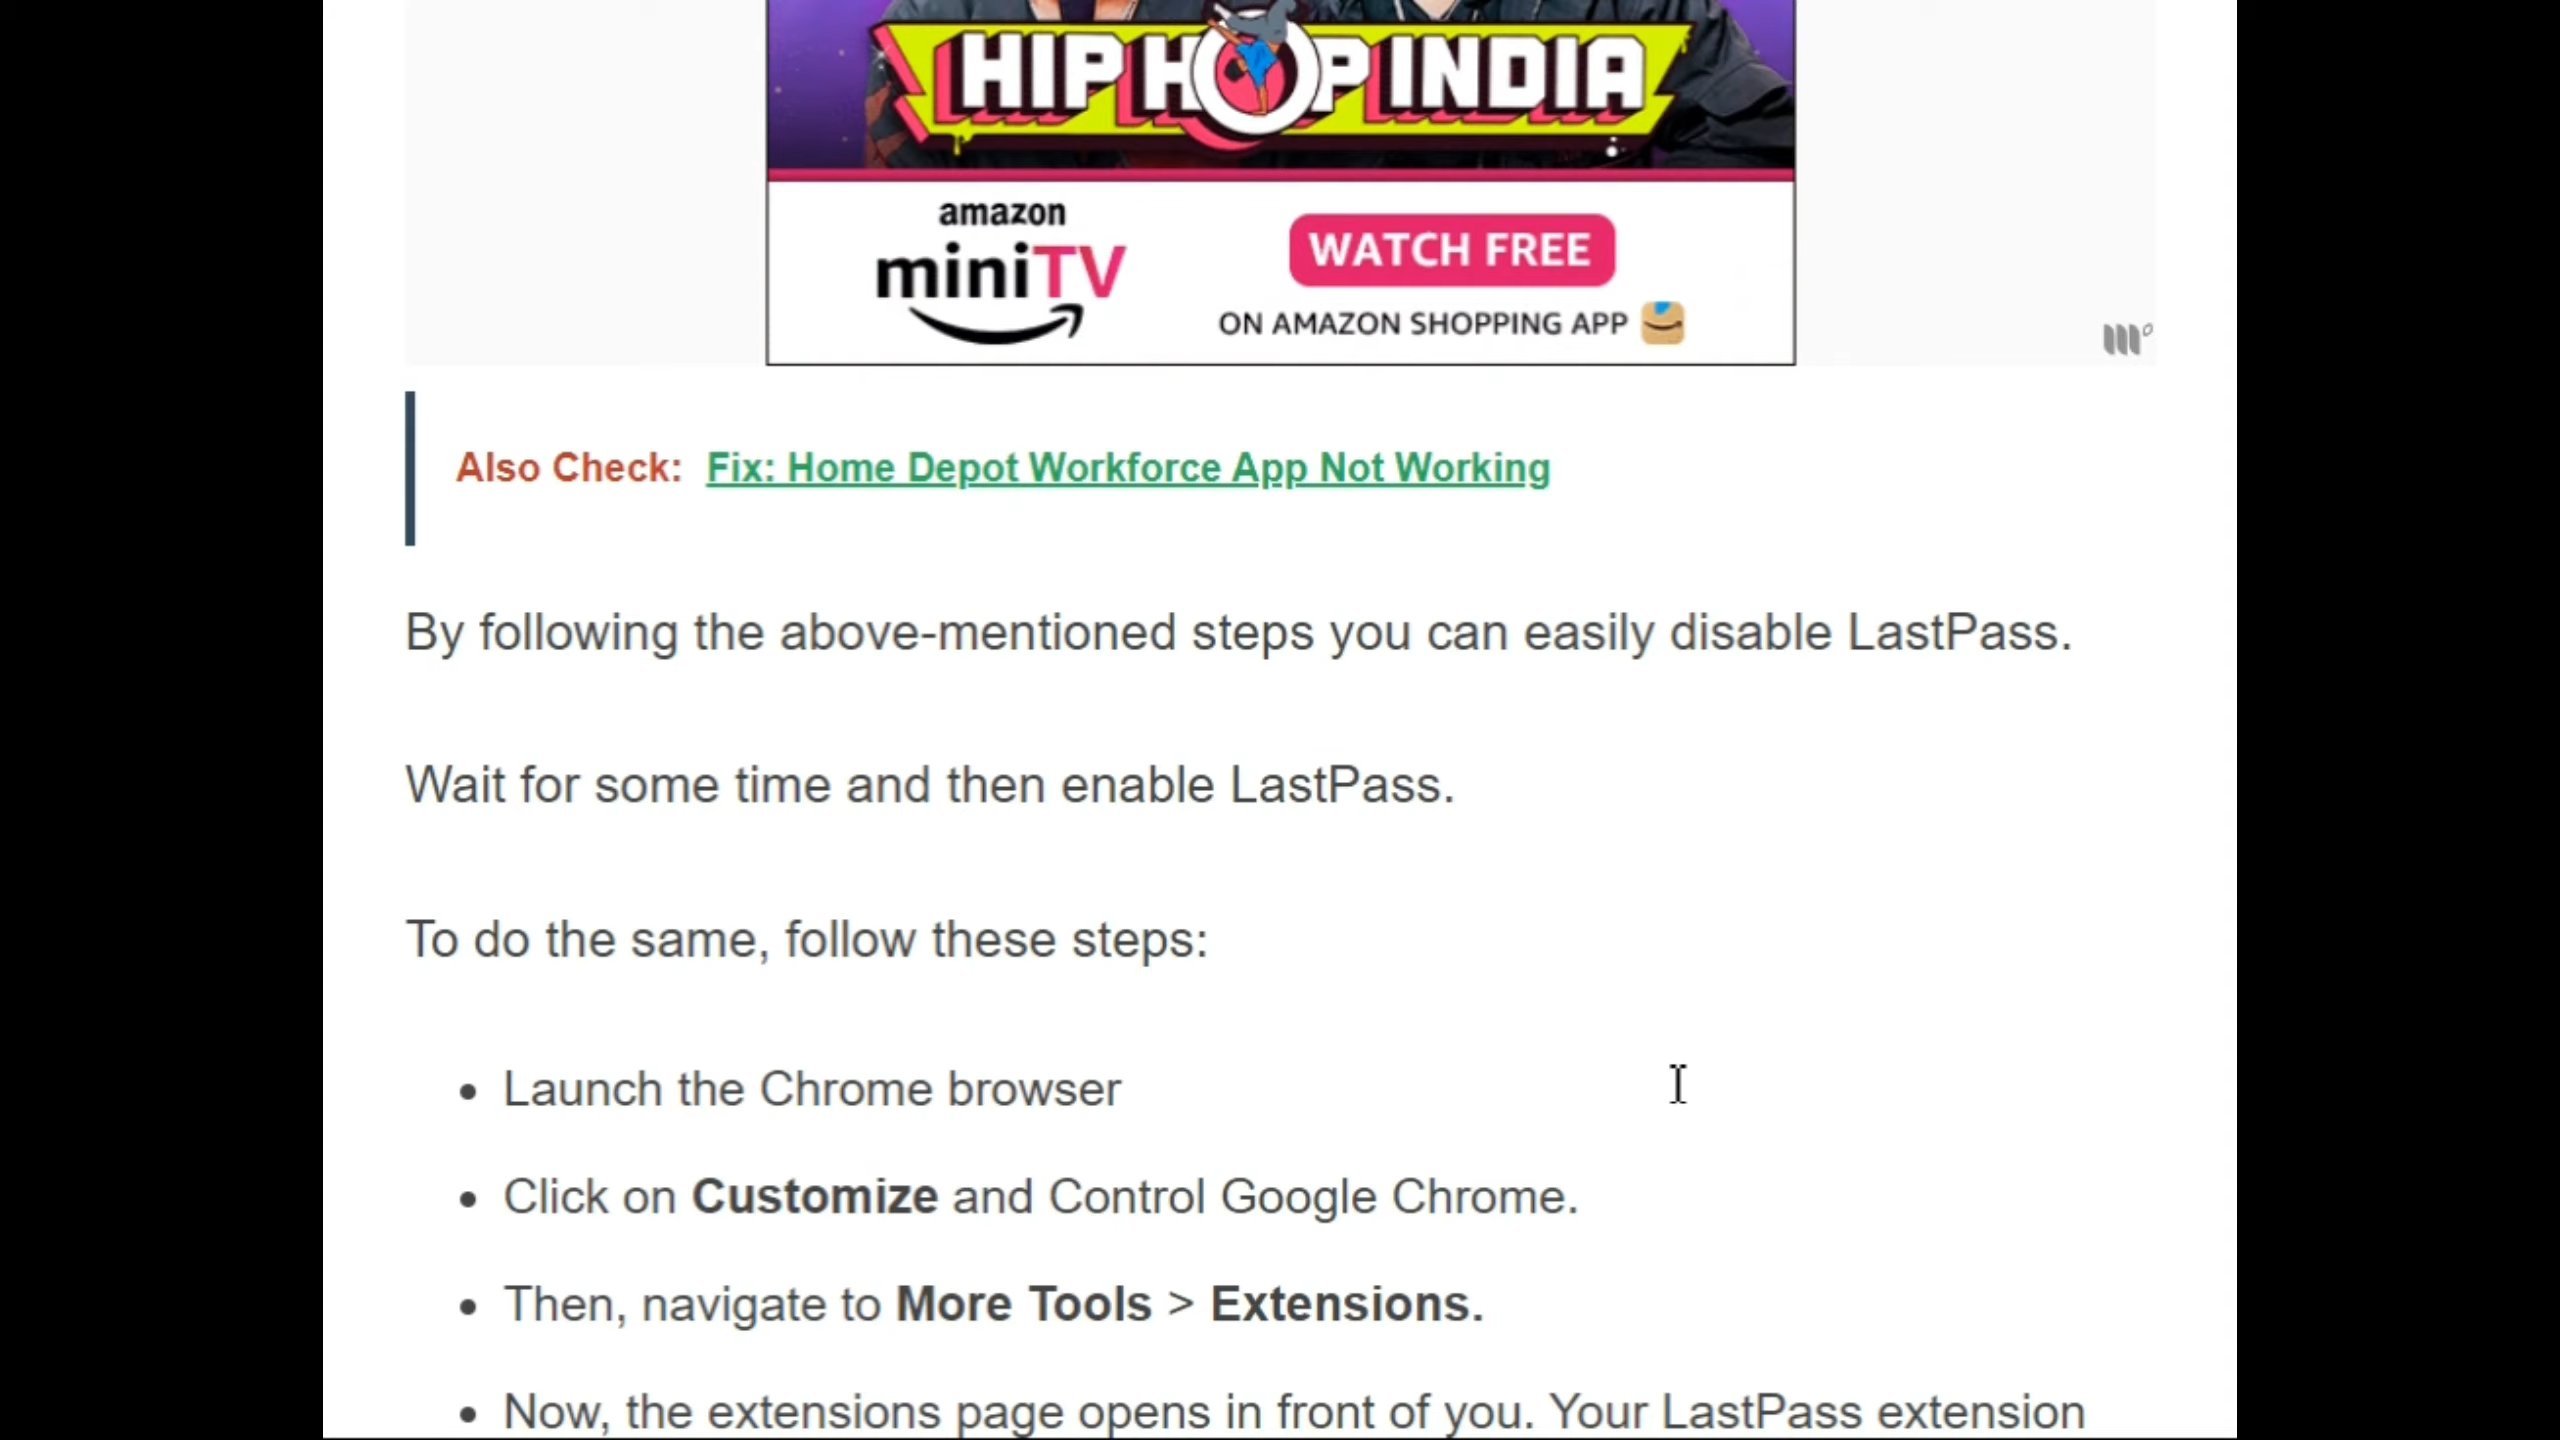 HIP HOP INDIA
amazon
miniTV
WATCH FREE
ON AMAZON SHOPPING APP
Also Check: Fix: Home Depot Workforce App Not Working
By following the above-mentioned steps you can easily disable LastPass.
Wait for some time and then enable LastPass.
To do the same, follow these steps:
• Launch the Chrome browser
• Click on Customize and Control Google Chrome.
• Then, navigate to More Tools > Extensions.
• Now, the extensions page opens in front of you. Your LastPass extension